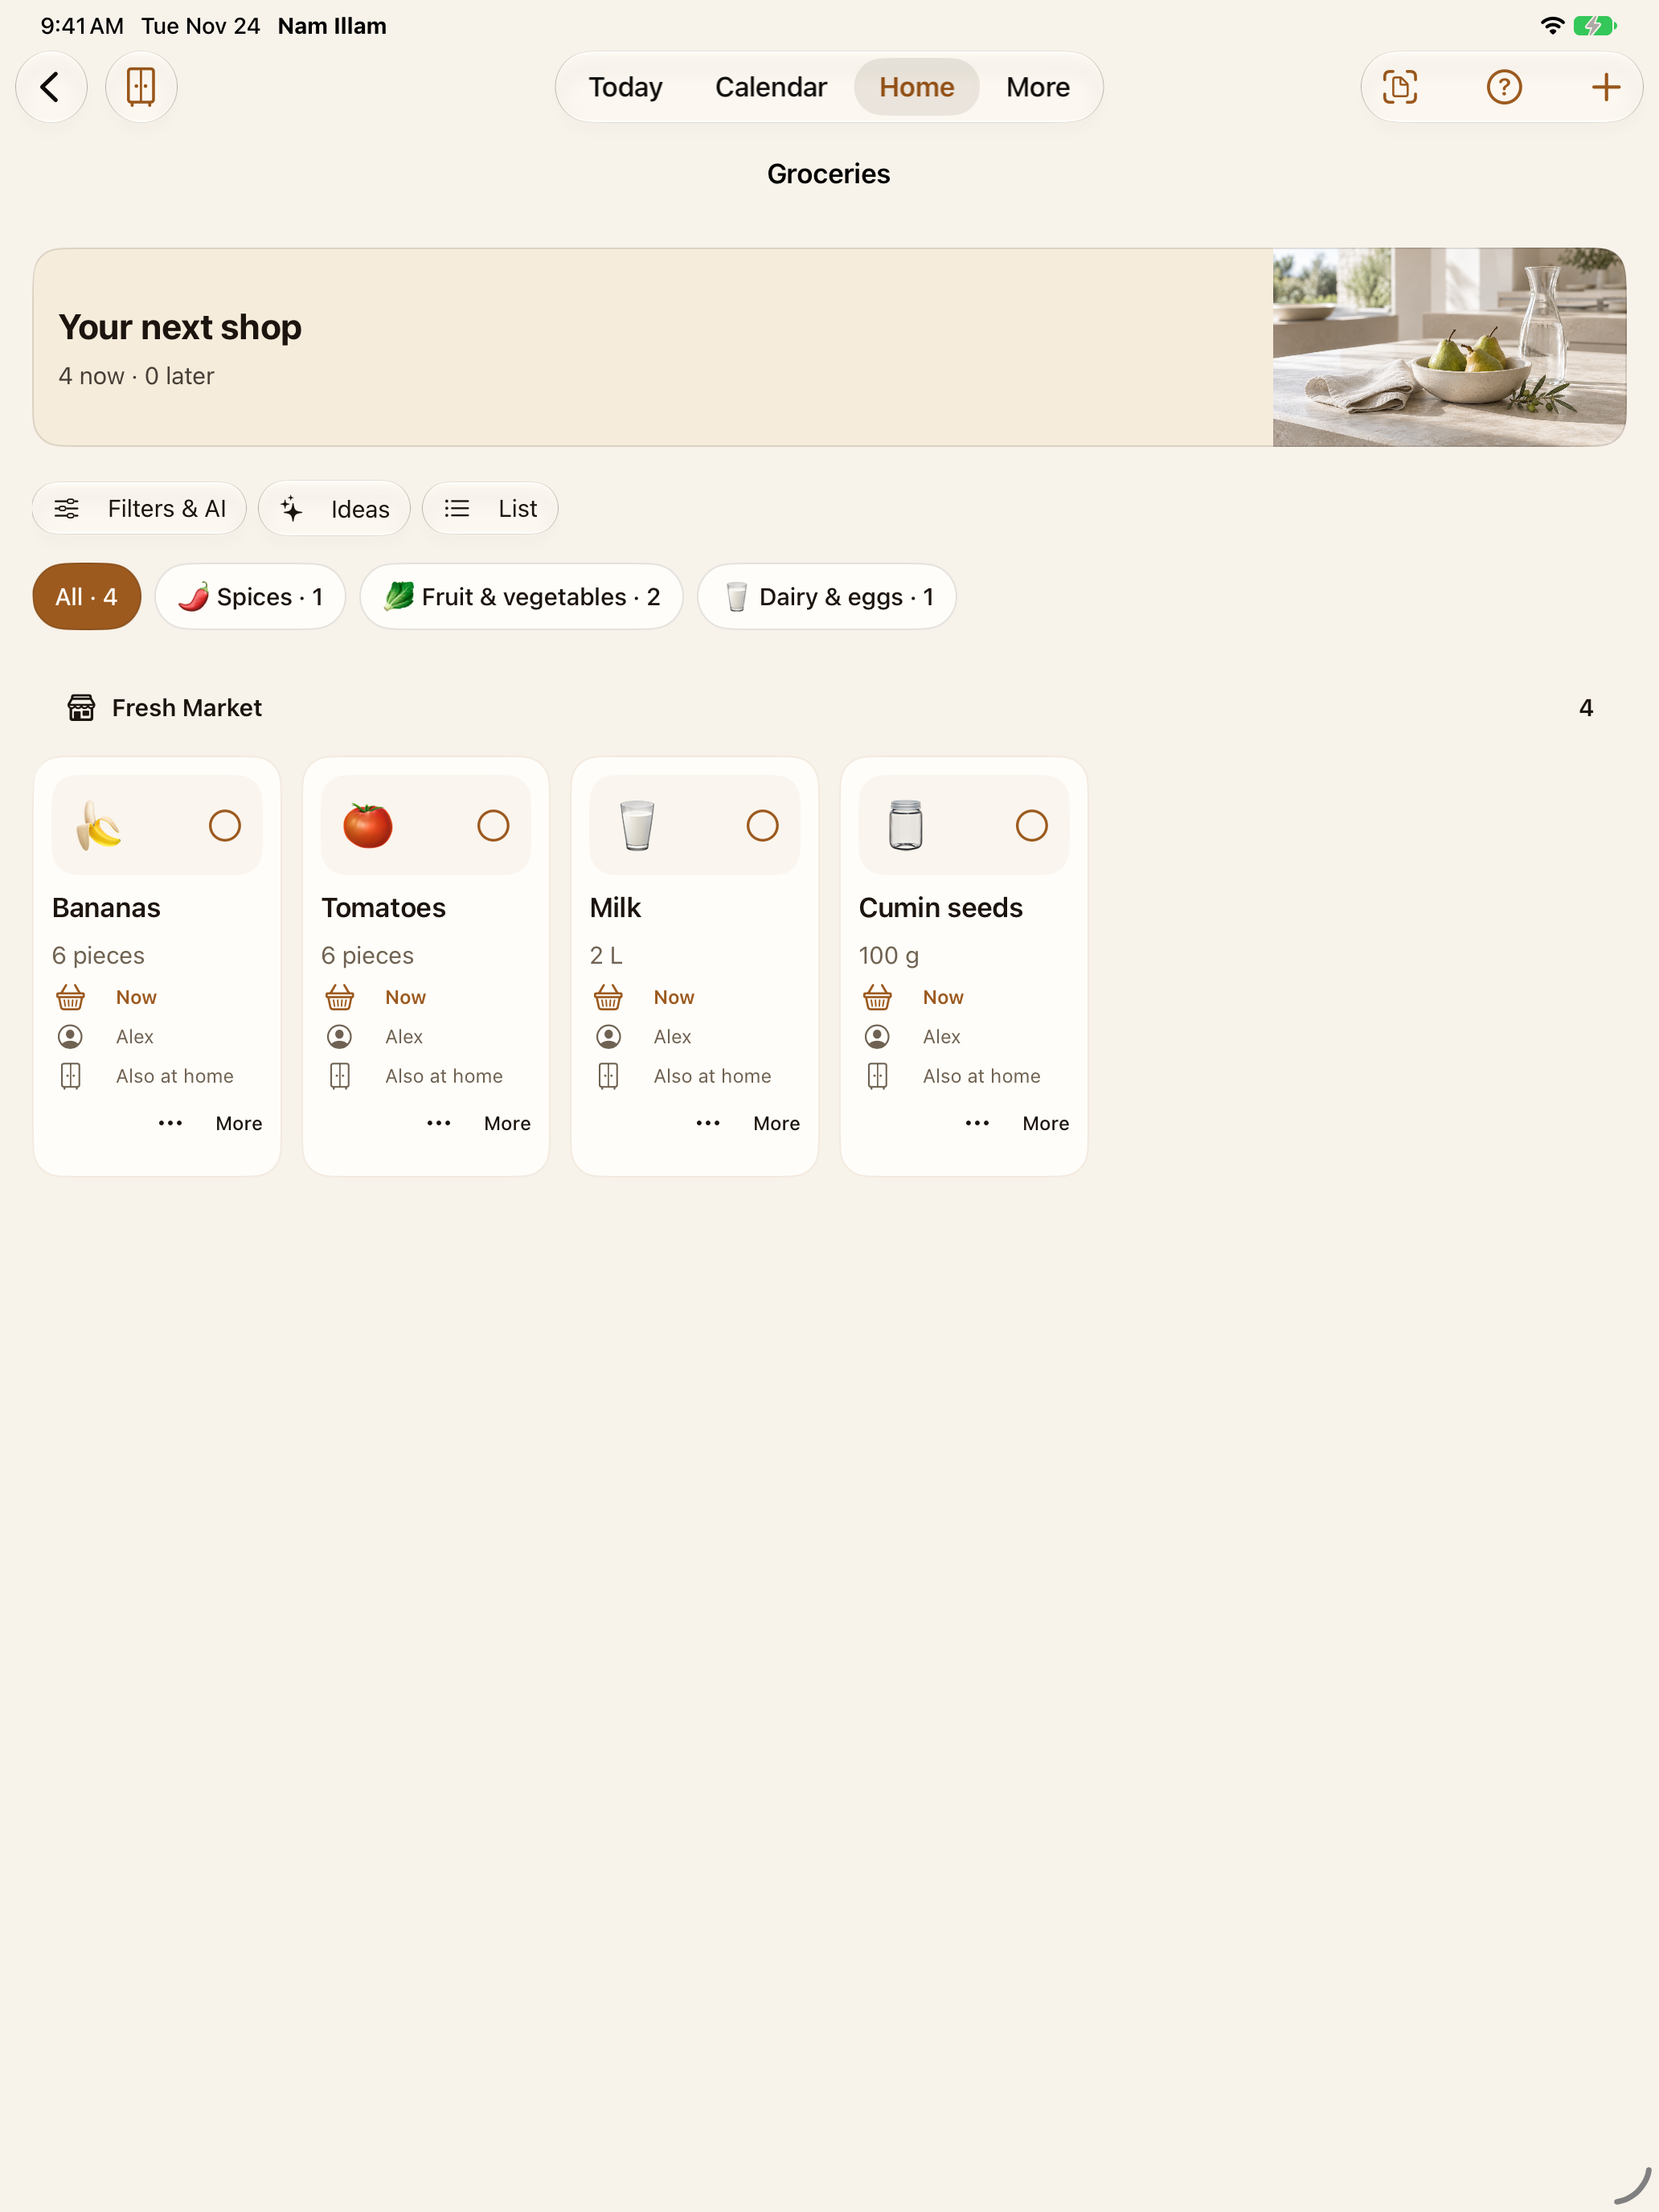 9:41 AM Tue Nov 24 Nam Illam
Today Calendar Home More
Groceries
Your next shop
4 now · 0 later
Filters & AI Ideas List
All · 4 Spices · 1 Fruit & vegetables · 2 Dairy & eggs · 1
Fresh Market 4
Bananas
6 pieces
Now
Alex
Also at home
... More
Tomatoes
6 pieces
Now
Alex
Also at home
... More
Milk
2 L
Now
Alex
Also at home
... More
Cumin seeds
100 g
Now
Alex
Also at home
... More